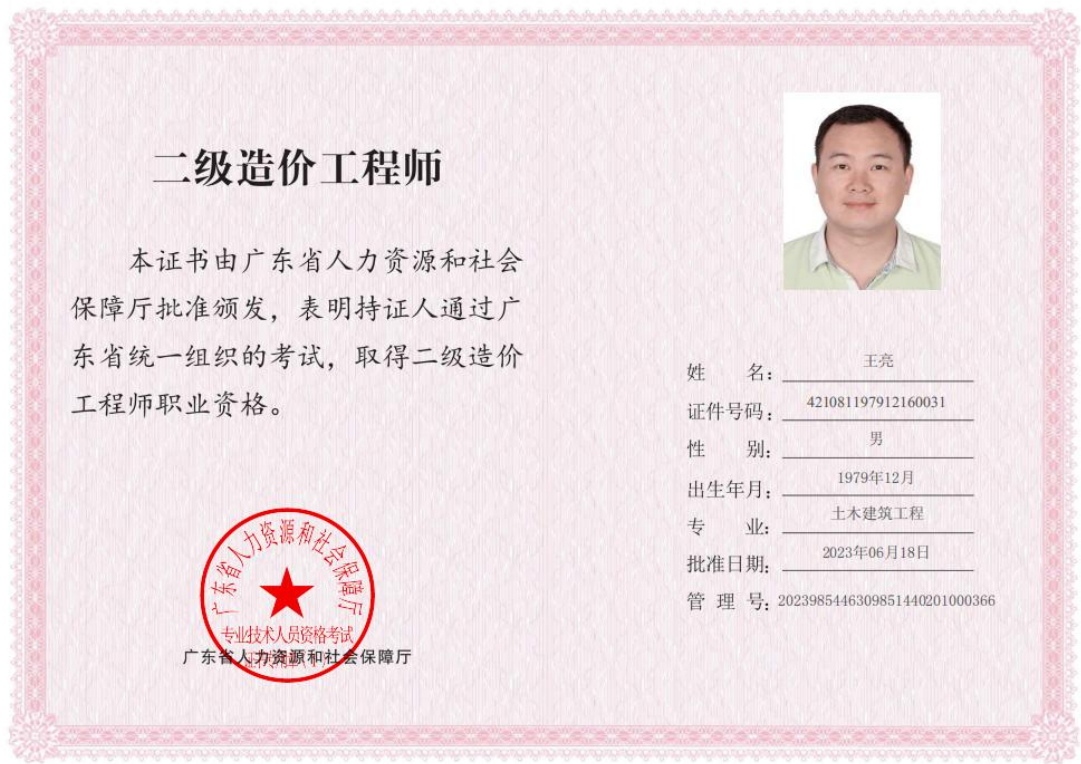 二级造价工程师
本证书由广东省人力资源和社会
保障厅批准颁发，表明持证人通过广
东省统一组织的考试，取得二级造价
工程师职业资格。
姓 名：王亮
证件号码：421081197912160031
性 别：男
出生年月：1979年12月
专 业：土木建筑工程
批准日期：2023年06月18日
管 理 号：2023985446309851440201000366
广东省人力资源和社会保障厅
专业技术人员资格考试
广东省人力资源和社会保障厅